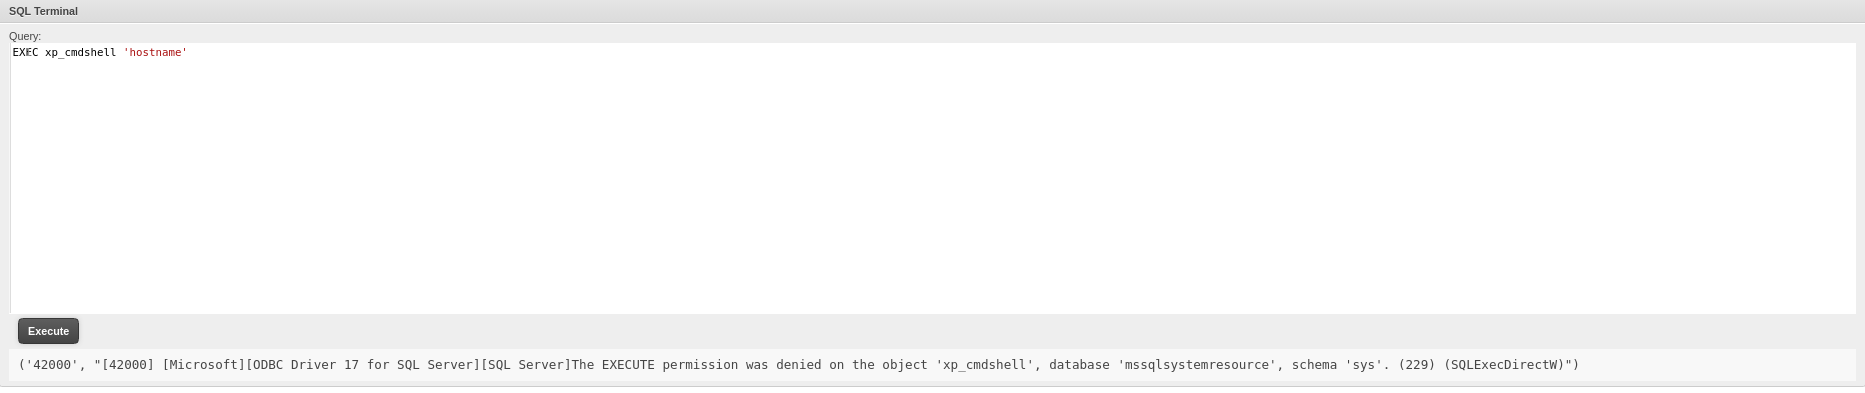 SQL Terminal
Query:
EXEC xp_cmdshell 'hostname'
Execute
('42000', "[42000] [Microsoft][ODBC Driver 17 for SQL Server][SQL Server]The EXECUTE permission was denied on the object 'xp_cmdshell', database 'mssqlsystemresource', schema 'sys'. (229) (SQLExecDirectW)")